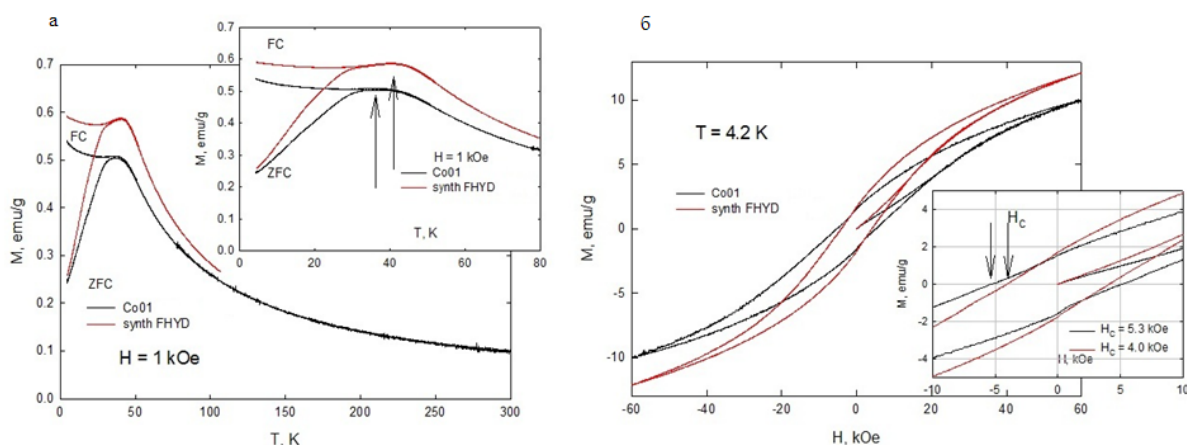 а
0.7
0.6
0.5
0.4
0.3
0.2
0.1
0 50 100 150 200 250 300
M, emu/g
T, K
FC
ZFC
Co01
synth FHYD
H = 1 kOe
0.7
0.6
0.5
0.4
0.3
0.2
0.1
0.0
0 20 40 60 80
M, emu/g
T, K
FC
ZFC
H = 1 kOe
Co01
synth FHYD
б
10
5
0
-5
-10
-60 -40 -20 0 20 40 60
M, emu/g
H, kOe
T = 4.2 K
Co01
synth FHYD
4
2
0
-2
-4
-10 -5 0 5 10
M, emu/g
H, kOe
HC
HC = 5.3 kOe
HC = 4.0 kOe